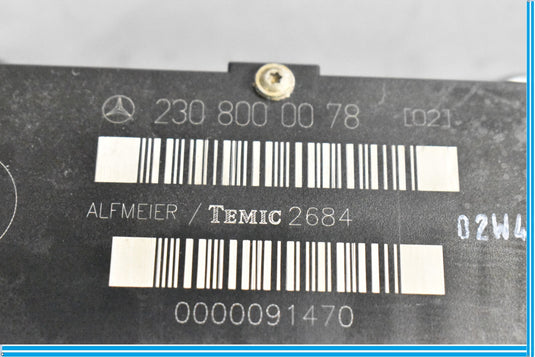 230 800 00 78 [02]
ALFMEIER / TEMIC 2684
02W4
0000091470